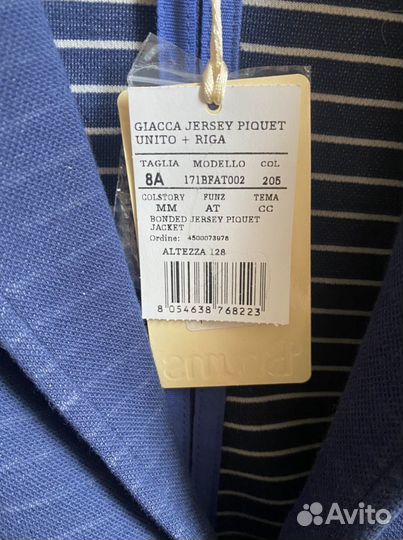 GIACCA JERSEY PIQUET
UNITO + RIGA
TAGLIA MODELLO COL
8A 171BFAT002 205
COLSTORY FUNZ TEMA
MM AT CC
BONDED JERSEY PIQUET
JACKET
Ordine: 4500073978
ALTEZZA 128
8 054638 768223
Avito